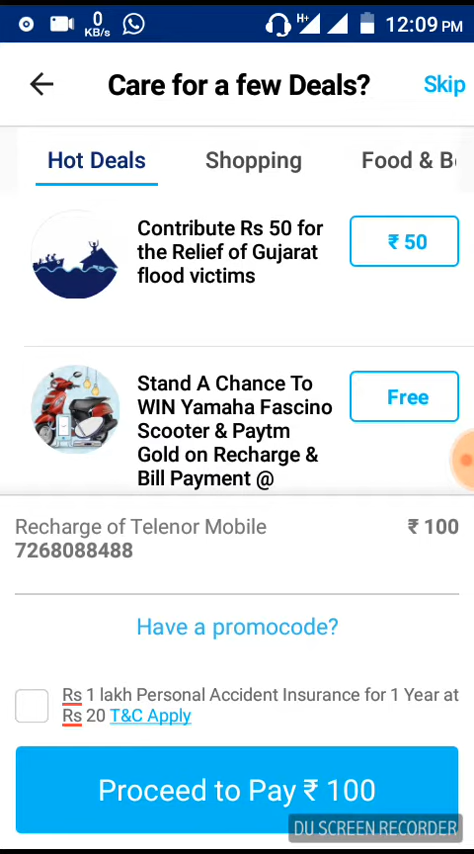 0
KB/s
H+
12:09 PM
Care for a few Deals?
Skip
Hot Deals
Shopping
Food & B
Contribute Rs 50 for
the Relief of Gujarat
flood victims
₹ 50
Stand A Chance To
WIN Yamaha Fascino
Scooter & Paytm
Gold on Recharge &
Bill Payment @
Free
Recharge of Telenor Mobile
₹ 100
7268088488
Have a promocode?
Rs 1 lakh Personal Accident Insurance for 1 Year at
Rs 20 T&C Apply
Proceed to Pay ₹ 100
DU SCREEN RECORDER